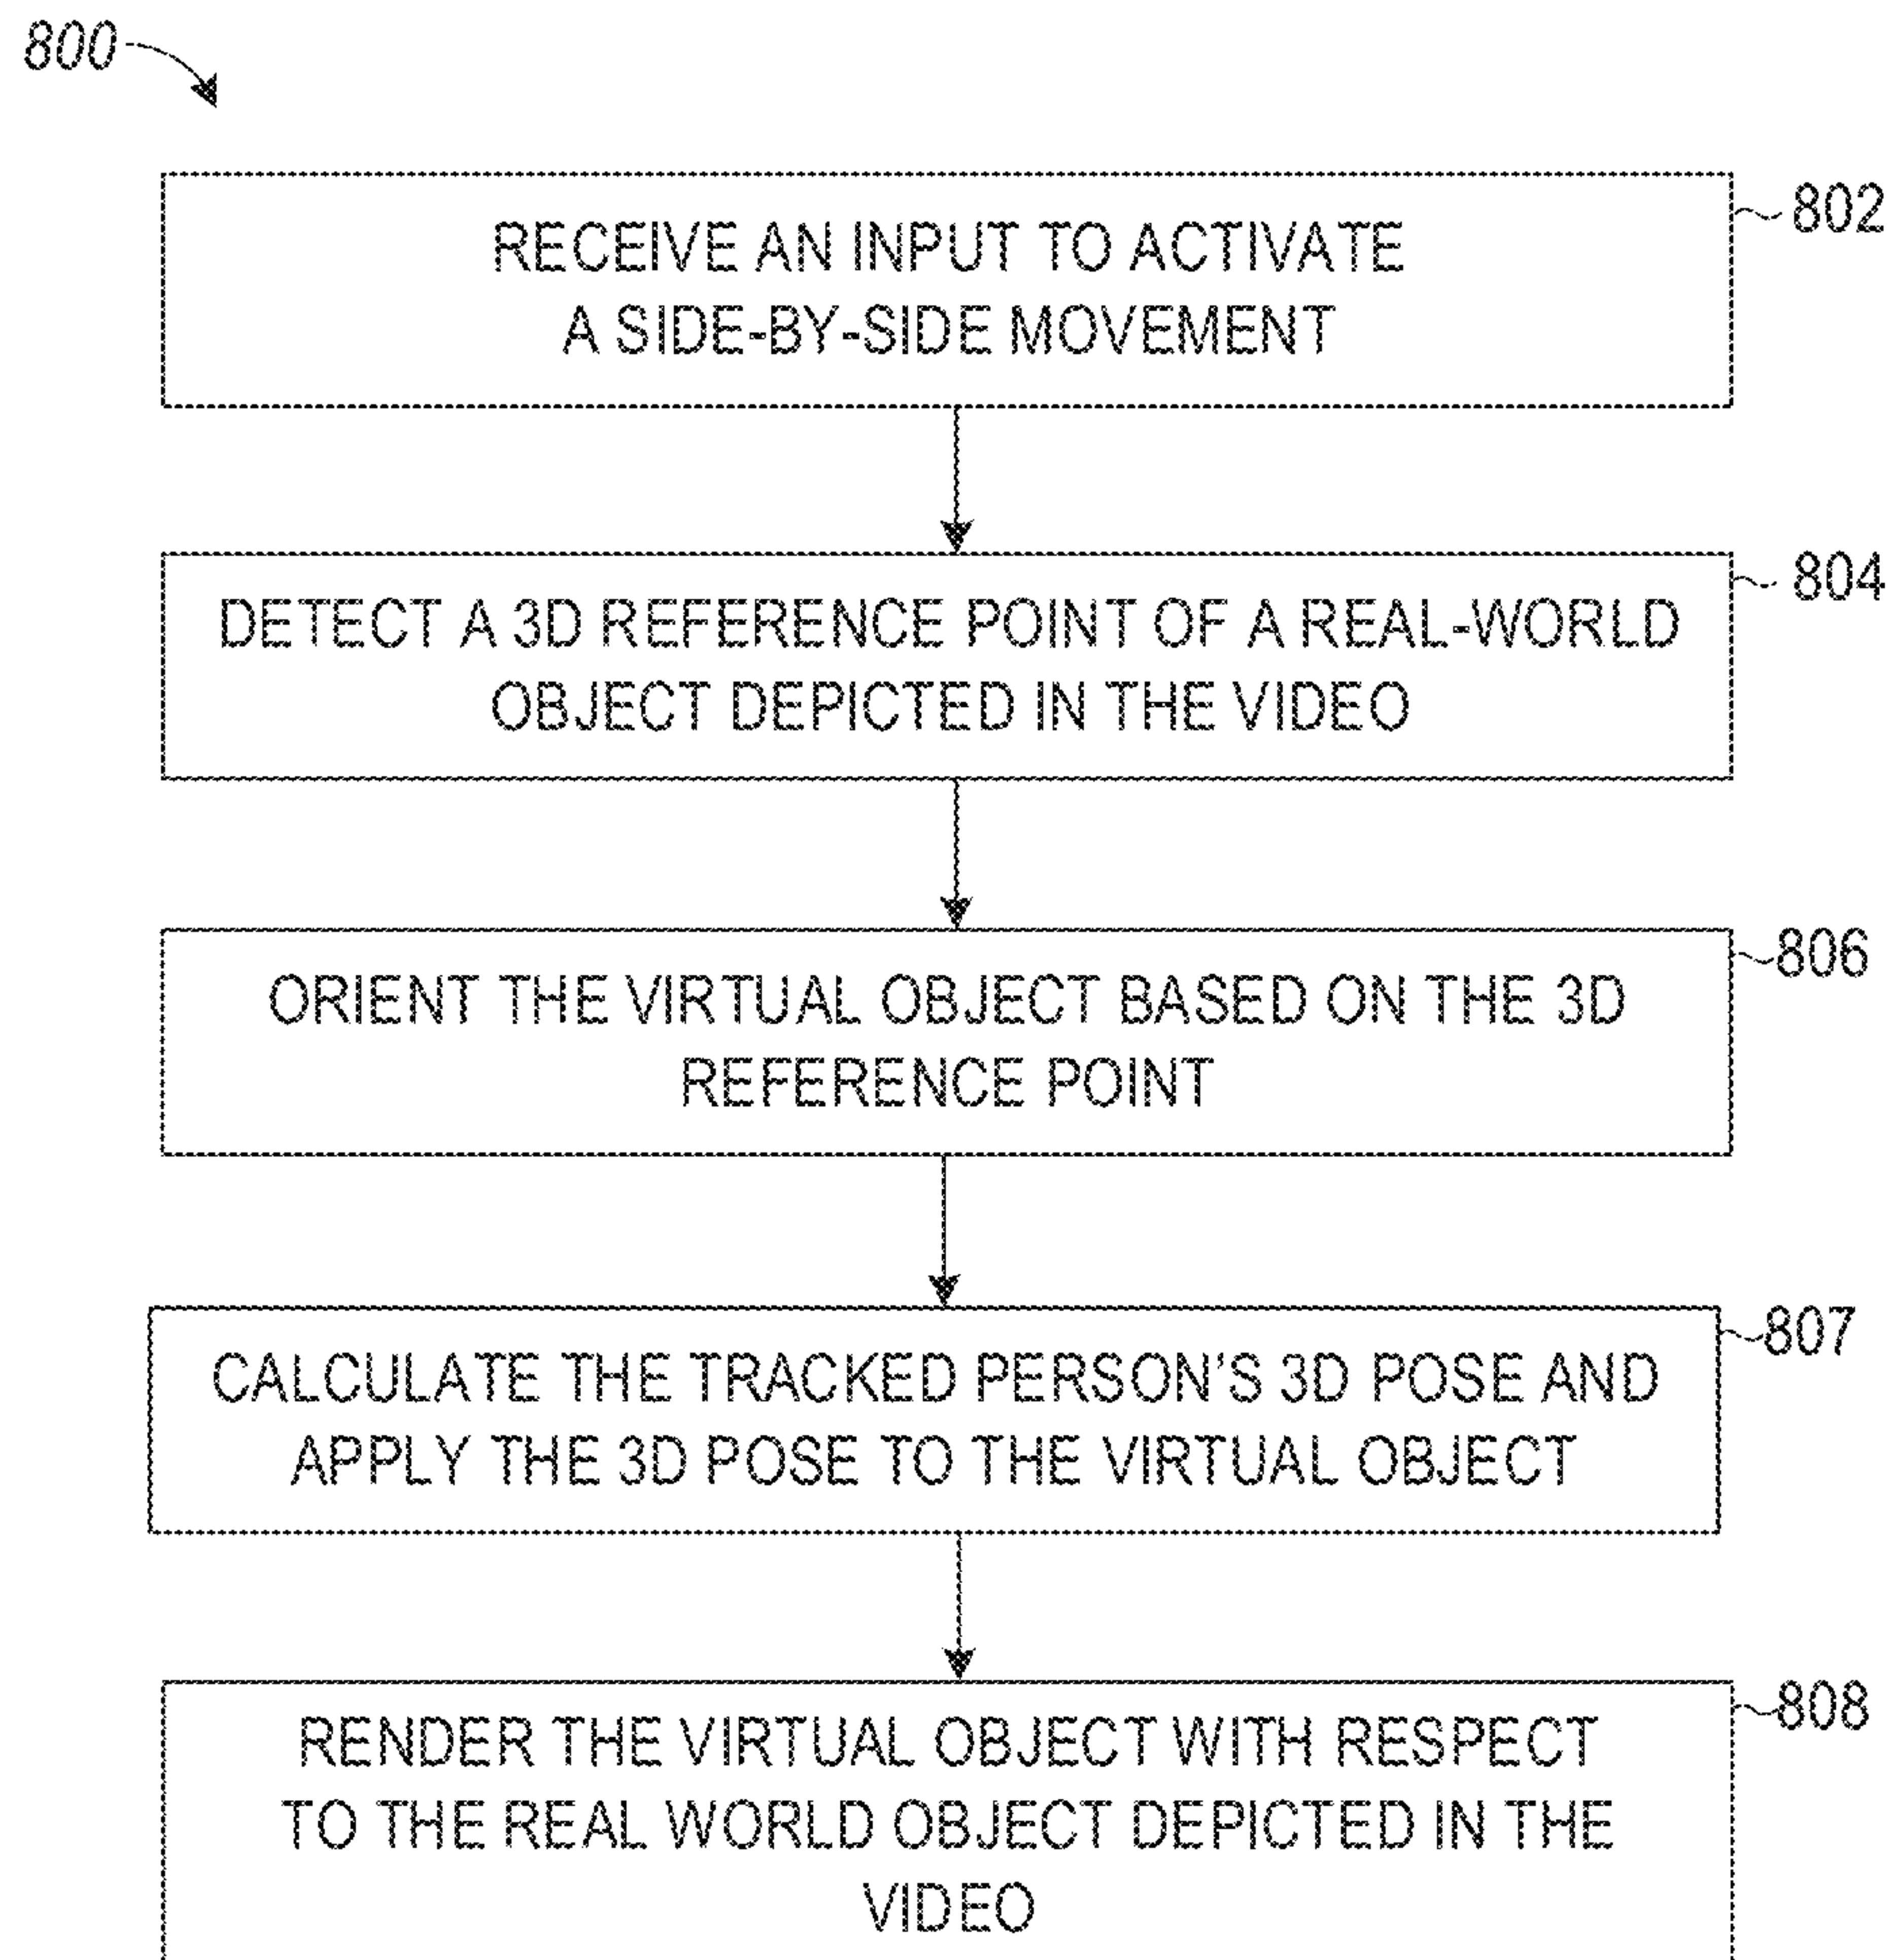 800
802
RECEIVE AN INPUT TO ACTIVATE
A SIDE-BY-SIDE MOVEMENT
804
DETECT A 3D REFERENCE POINT OF A REAL-WORLD
OBJECT DEPICTED IN THE VIDEO
806
ORIENT THE VIRTUAL OBJECT BASED ON THE 3D
REFERENCE POINT
807
CALCULATE THE TRACKED PERSON'S 3D POSE AND
APPLY THE 3D POSE TO THE VIRTUAL OBJECT
808
RENDER THE VIRTUAL OBJECT WITH RESPECT
TO THE REAL WORLD OBJECT DEPICTED IN THE
VIDEO